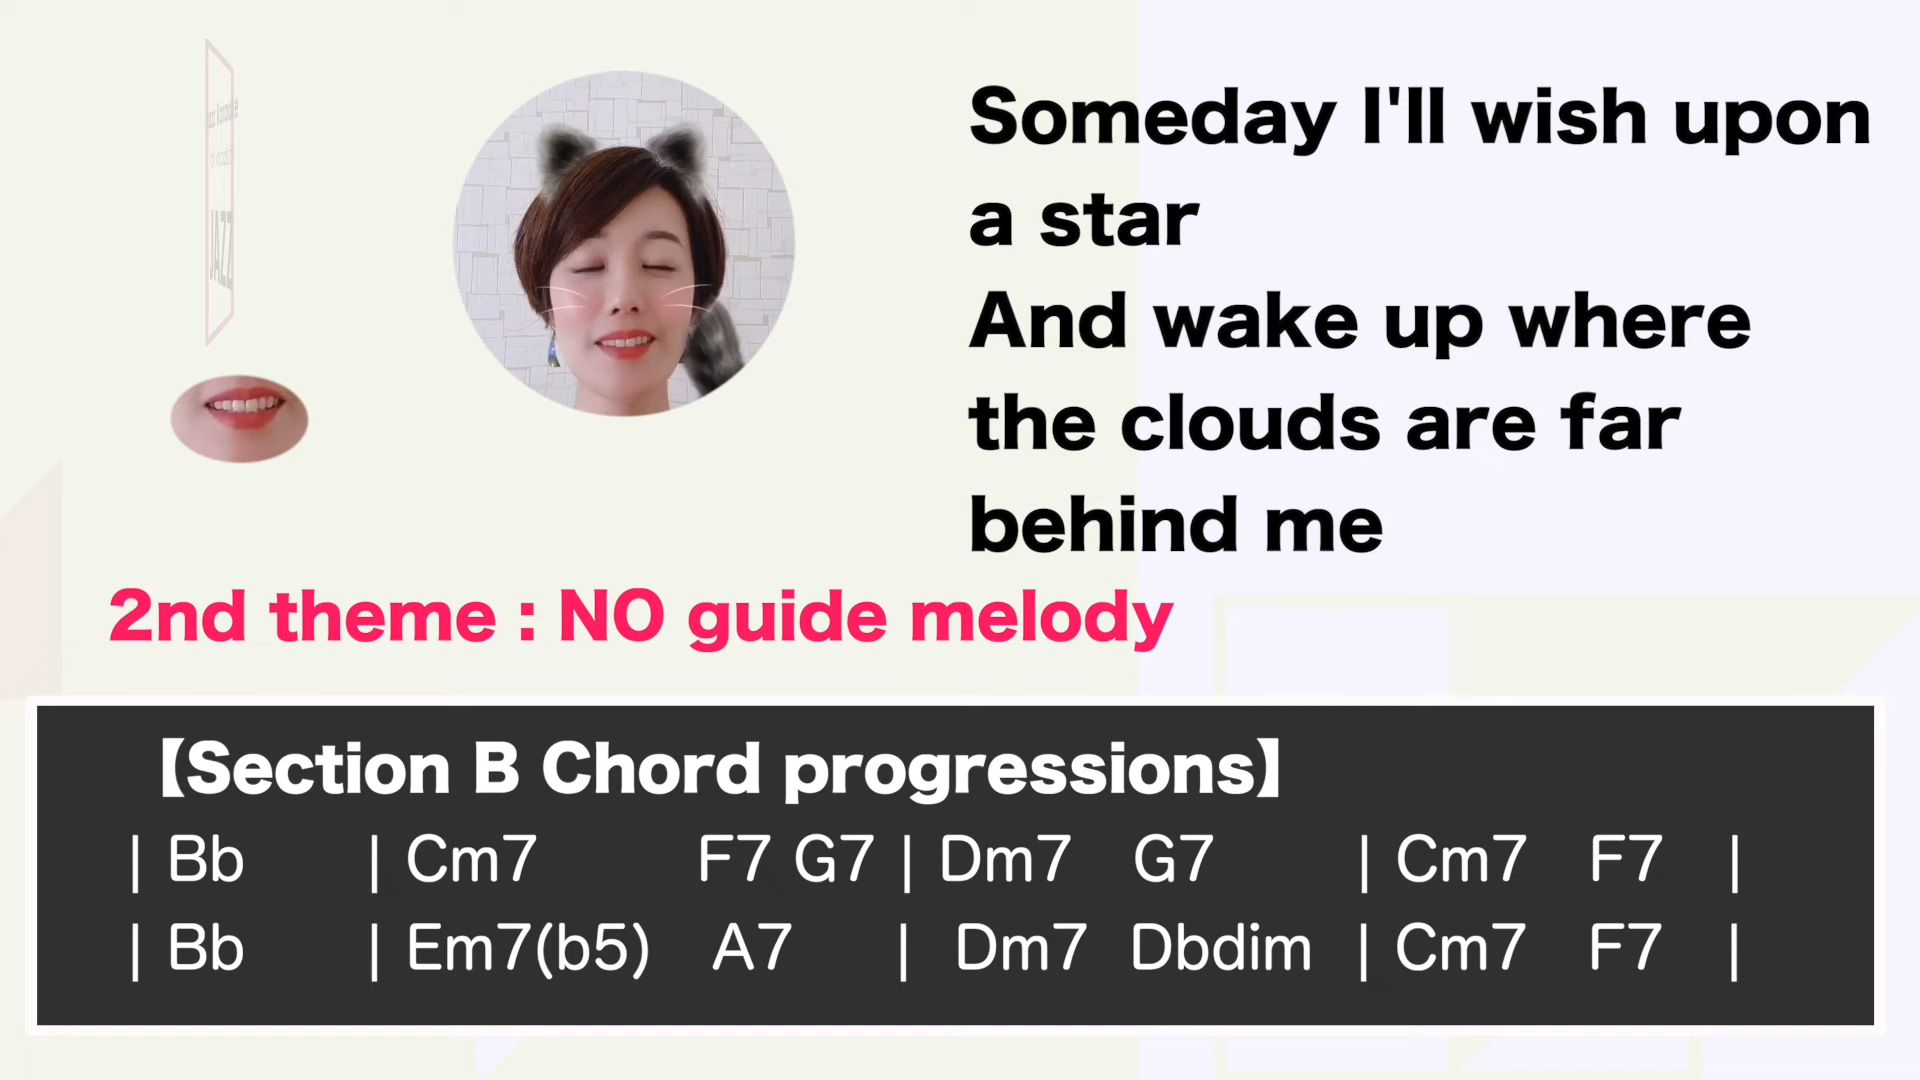 JAZZ
Someday I'll wish upon
a star
And wake up where
the clouds are far
behind me
2nd theme : NO guide melody
【Section B Chord progressions】
| Bb | Cm7 F7 G7 | Dm7 G7 | Cm7 F7 |
| Bb | Em7(b5) A7 | Dm7 Dbdim | Cm7 F7 |